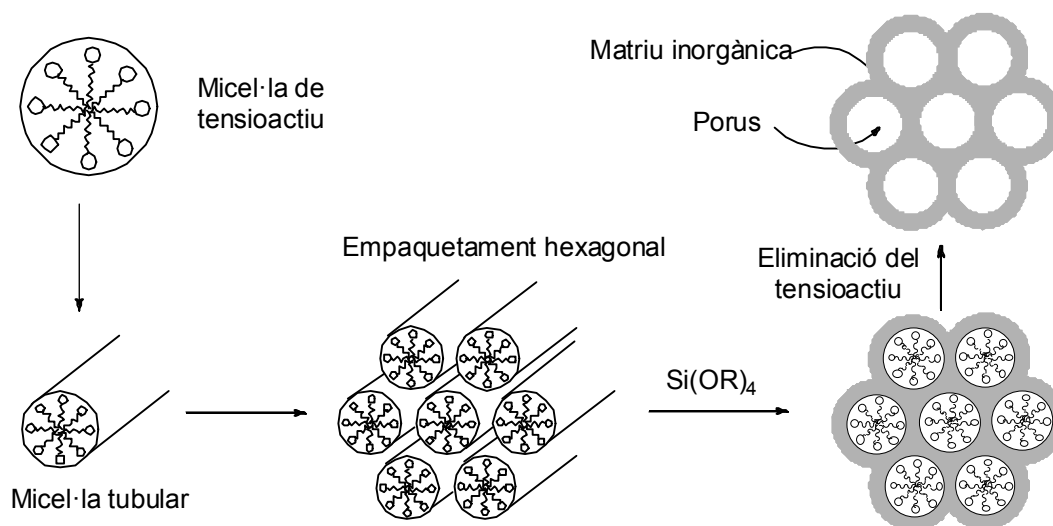 Micel·la de
tensioactiu
Matriu inorgànica
Porus
Empaquetament hexagonal
Eliminació del
tensioactiu
Si(OR)4
Micel·la tubular